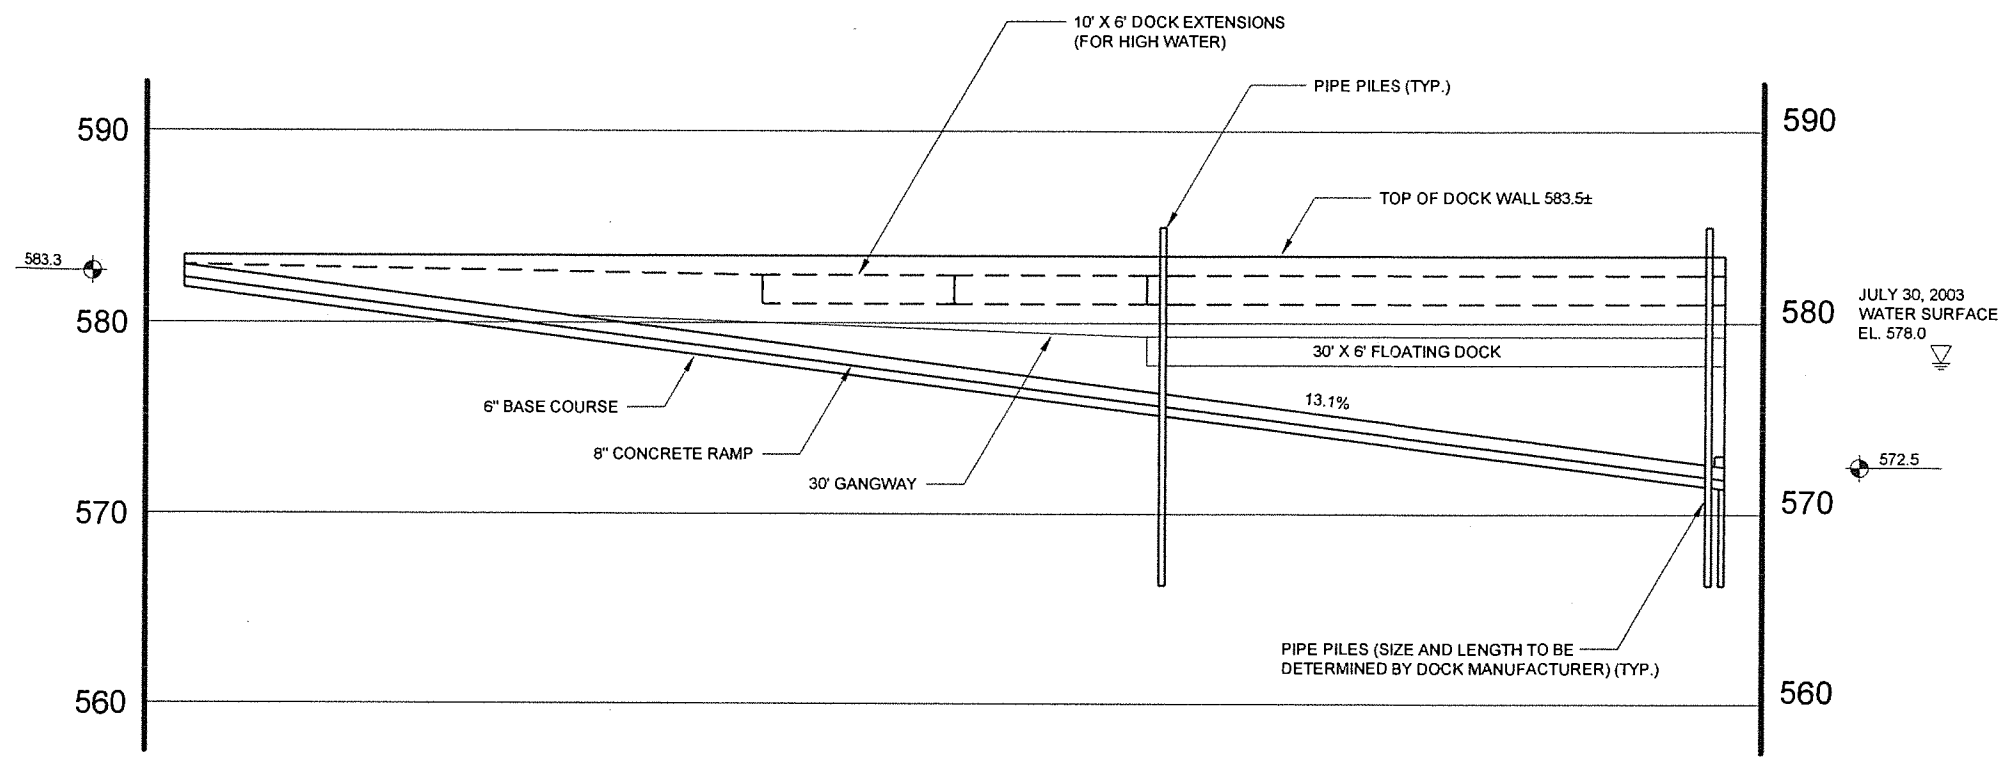 10' X 6' DOCK EXTENSIONS
(FOR HIGH WATER)
PIPE PILES (TYP.)
590
590
TOP OF DOCK WALL 583.5±
583.3
580
580
JULY 30, 2003
WATER SURFACE
EL. 578.0
30' X 6' FLOATING DOCK
6" BASE COURSE
13.1%
8" CONCRETE RAMP
30' GANGWAY
572.5
570
570
PIPE PILES (SIZE AND LENGTH TO BE
DETERMINED BY DOCK MANUFACTURER) (TYP.)
560
560